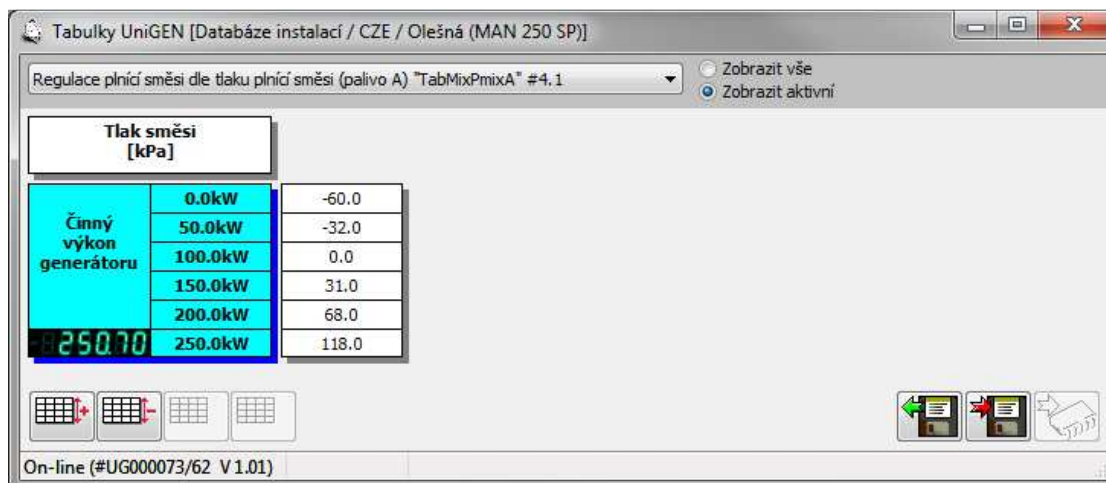 Tabulky UniGEN [Databáze instalací / CZE / Olešná (MAN 250 SP)]
Regulace plnící směsi dle tlaku plnící směsi (palivo A) "TabMixPmixA" #4.1
Zobrazit vše
Zobrazit aktivní
Tlak směsi
[kPa]
Činný
výkon
generátoru
0.0kW -60.0
50.0kW -32.0
100.0kW 0.0
150.0kW 31.0
200.0kW 68.0
250.70 250.0kW 118.0
On-line (#UG000073/62 V 1.01)